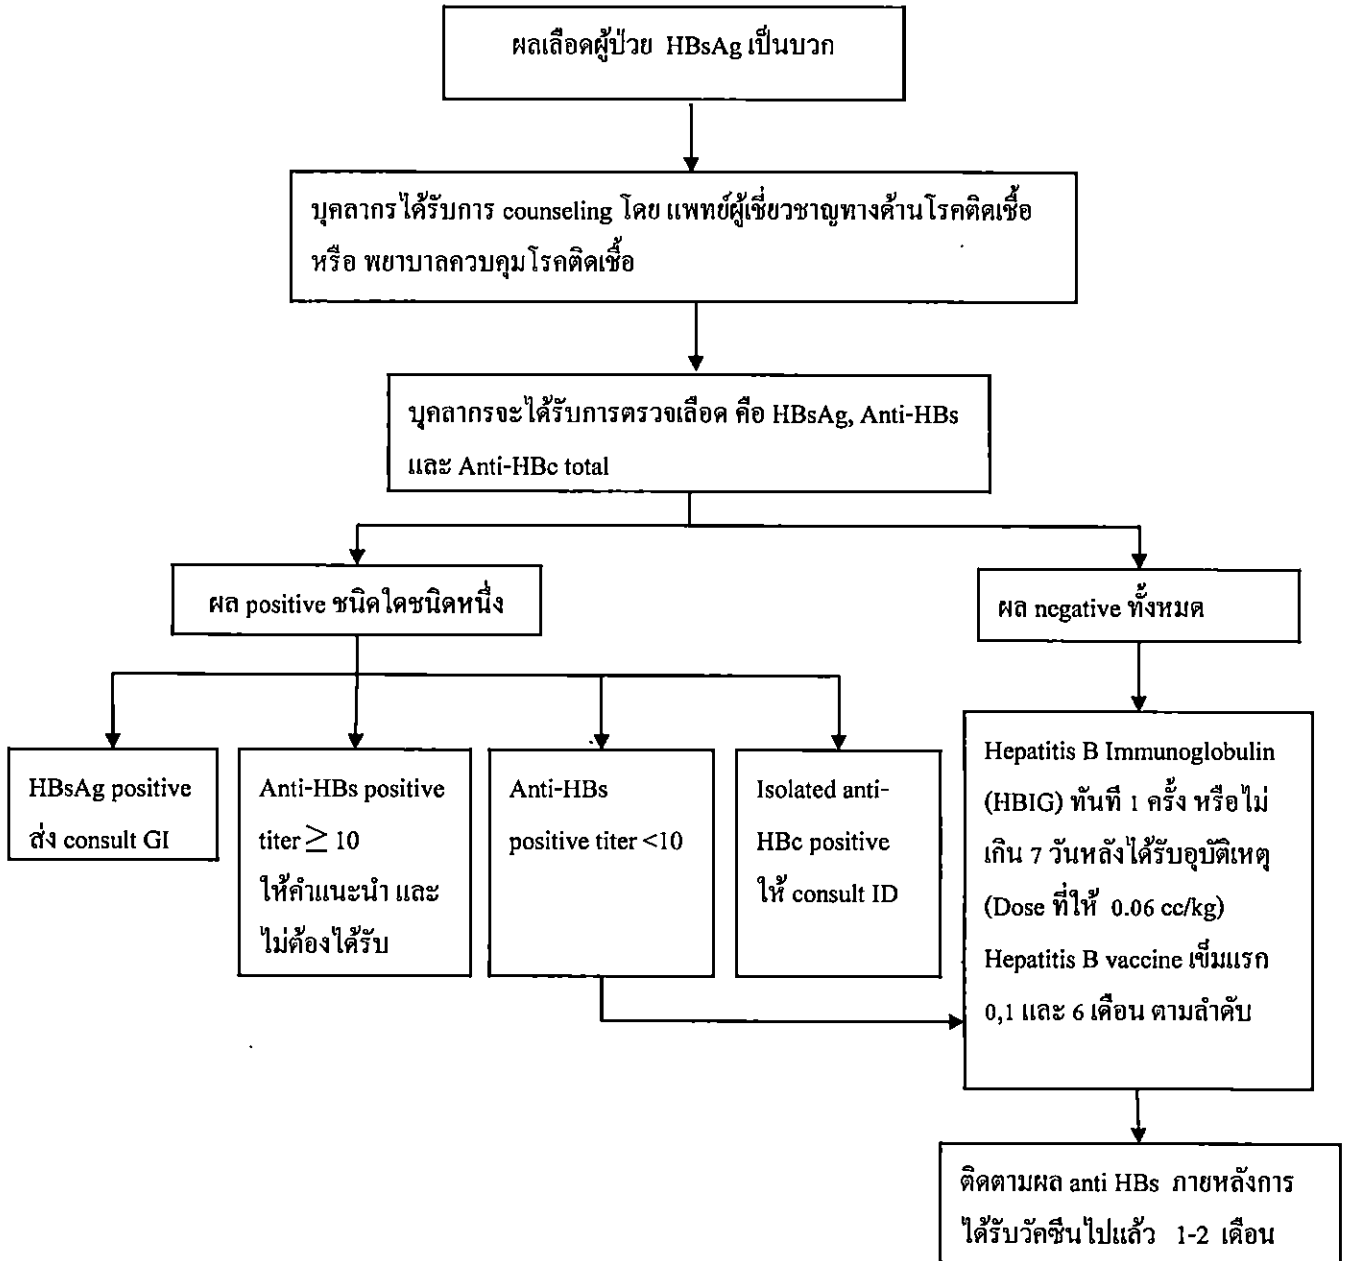 ผลเลือดผู้ป่วย HBsAg เป็นบวก
บุคลากรได้รับการ counseling โดย แพทย์ผู้เชี่ยวชาญทางด้านโรคติดเชื้อ
หรือ พยาบาลควบคุมโรคติดเชื้อ
บุคลากรจะได้รับการตรวจเลือด คือ HBsAg, Anti-HBs
และ Anti-HBc total
ผล positive ชนิดใดชนิดหนึ่ง
ผล negative ทั้งหมด
HBsAg positive
ส่ง consult GI
Anti-HBs positive
titer ≥ 10
ให้คำแนะนำ และ
ไม่ต้องได้รับ
Anti-HBs
positive titer <10
Isolated anti-
HBc positive
ให้ consult ID
Hepatitis B Immunoglobulin
(HBIG) ทันที 1 ครั้ง หรือไม่
เกิน 7 วันหลังได้รับอุบัติเหตุ
(Dose ที่ให้ 0.06 cc/kg)
Hepatitis B vaccine เข็มแรก
0,1 และ 6 เดือน ตามลำดับ
ติดตามผล anti HBs ภายหลังการ
ได้รับวัคซีนไปแล้ว 1-2 เดือน